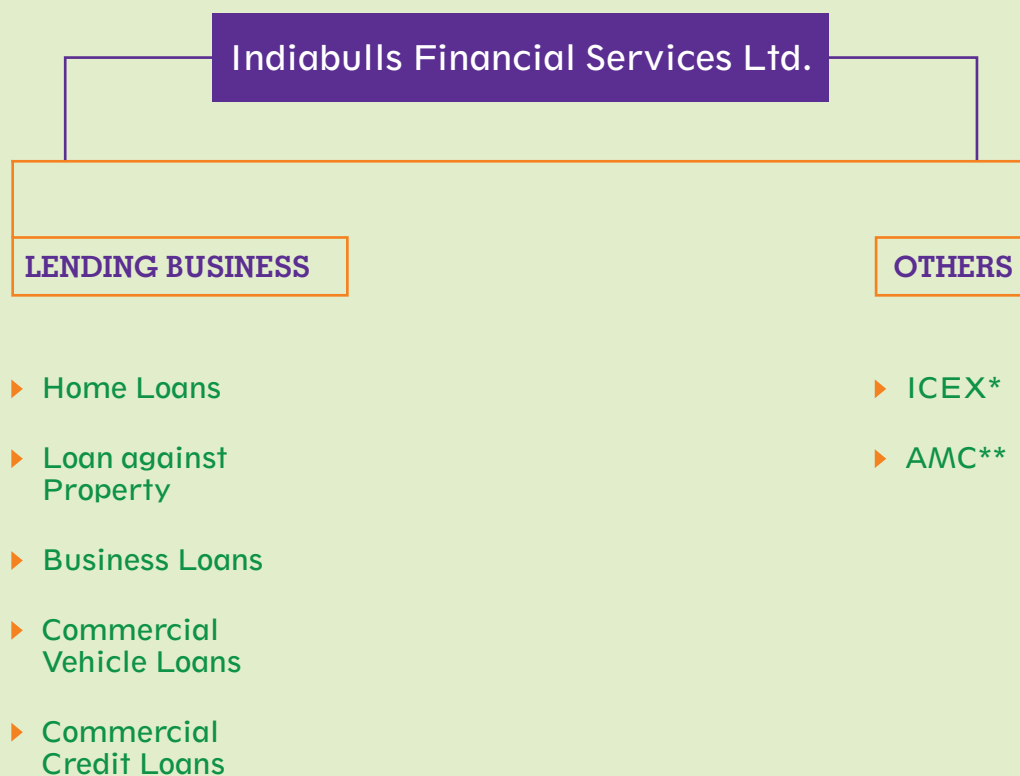 Indiabulls Financial Services Ltd.
LENDING BUSINESS
Home Loans
Loan against
Property
Business Loans
Commercial
Vehicle Loans
Commercial
Credit Loans
OTHERS
ICEX*
AMC**